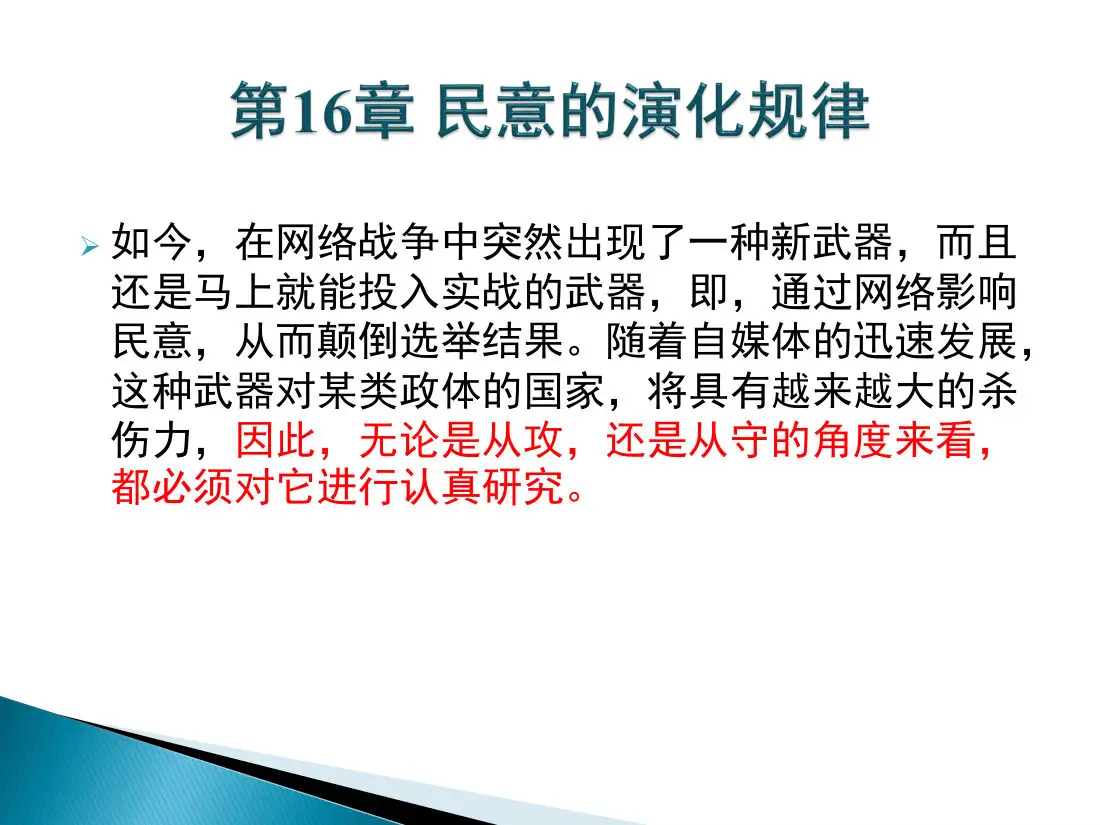 第16章 民意的演化规律
如今，在网络战争中突然出现了一种新武器，而且
还是马上就能投入实战的武器，即，通过网络影响
民意，从而颠倒选举结果。随着自媒体的迅速发展，
这种武器对某类政体的国家，将具有越来越大的杀
伤力，因此，无论是从攻，还是从守的角度来看，
都必须对它进行认真研究。